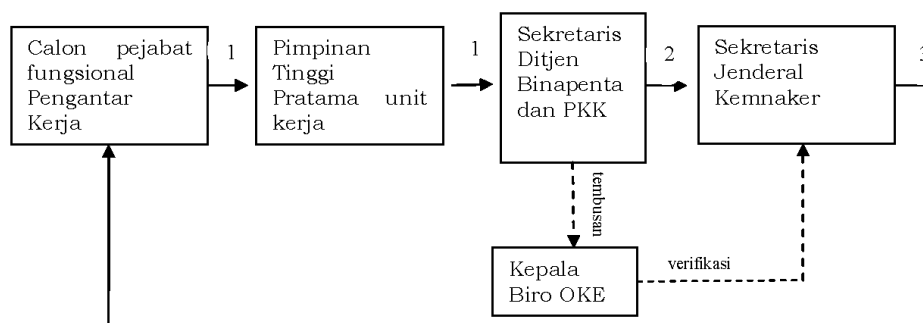 Calon pejabat
fungsional
Pengantar
Kerja
1
Pimpinan
Tinggi
Pratama unit
kerja
1
Sekretaris
Ditjen
Binapenta
dan PKK
2
Sekretaris
Jenderal
Kemnaker
3
tembusan
Kepala
Biro OKE
verifikasi